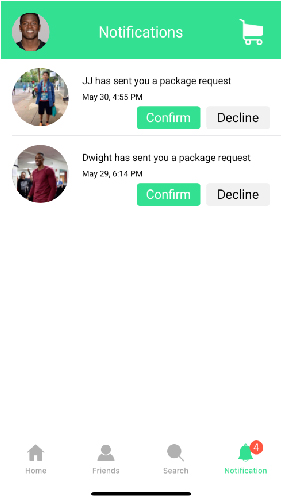 Notifications
JJ has sent you a package request
May 30, 4:55 PM
Confirm Decline
Dwight has sent you a package request
May 29, 6:14 PM
Confirm Decline
4
Home Friends Search Notification